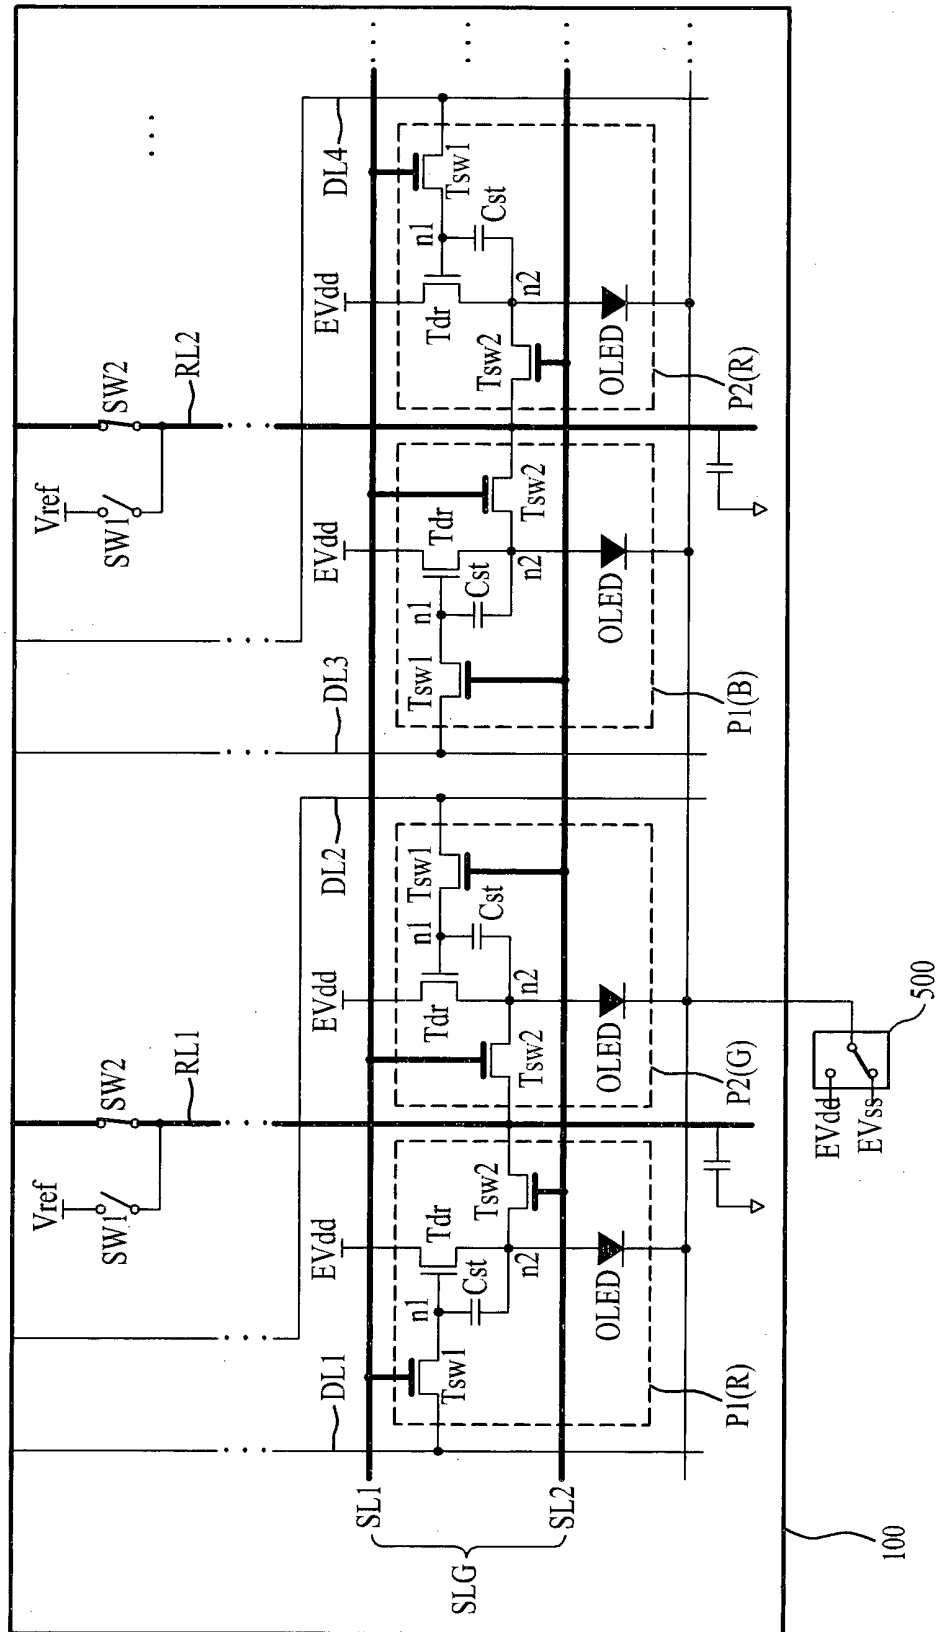 Vref
SW1
SW2
RL1
Vref
SW1
SW2
RL2
...
DL1
DL2
DL3
DL4
EVdd
EVdd
EVdd
EVdd
SLG
SL1
SL2
Tsw1
n1
Cst
Tdr
Tsw2
n2
OLED
P1(R)
Tdr
n1
Tsw1
Cst
Tsw2
n2
OLED
P2(G)
Tsw1
n1
Cst
Tdr
Tsw2
n2
OLED
P1(B)
Tdr
n1
Tsw1
Cst
Tsw2
n2
OLED
P2(R)
EVdd
EVss
500
100